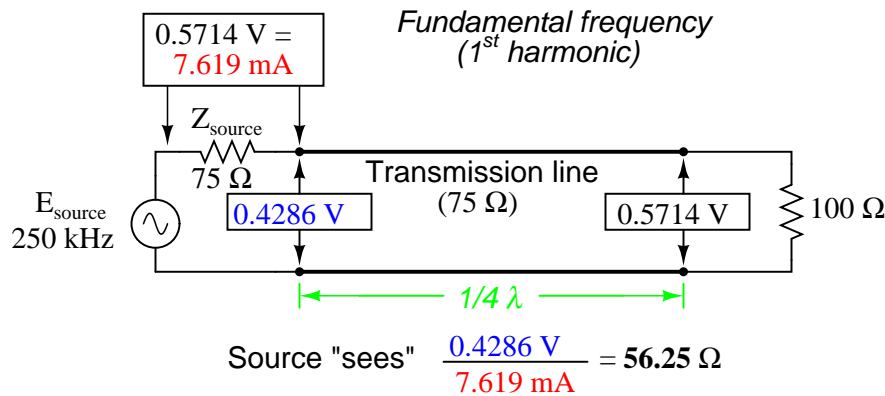 Fundamental frequency
(1st harmonic)
0.5714 V =
7.619 mA
Zsource
75 Ω
Transmission line
(75 Ω)
Esource
250 kHz
0.4286 V
0.5714 V
100 Ω
1/4 λ
Source "sees" 0.4286 V / 7.619 mA = 56.25 Ω